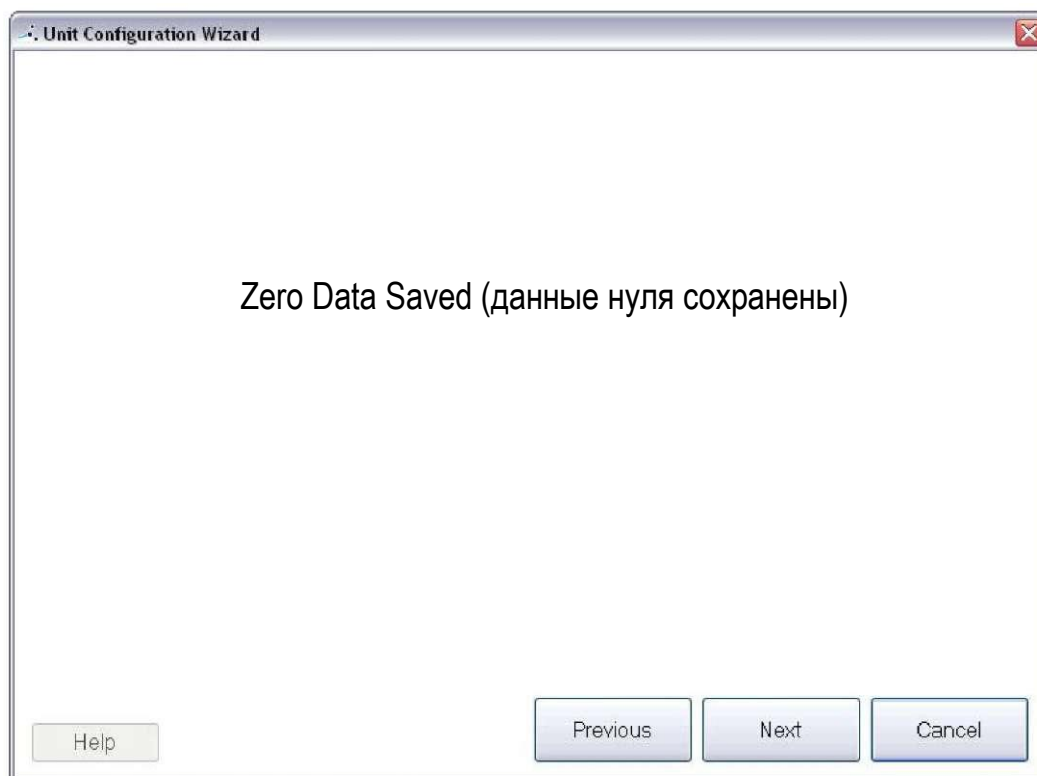 Unit Configuration Wizard
Zero Data Saved (данные нуля сохранены)
Help
Previous
Next
Cancel